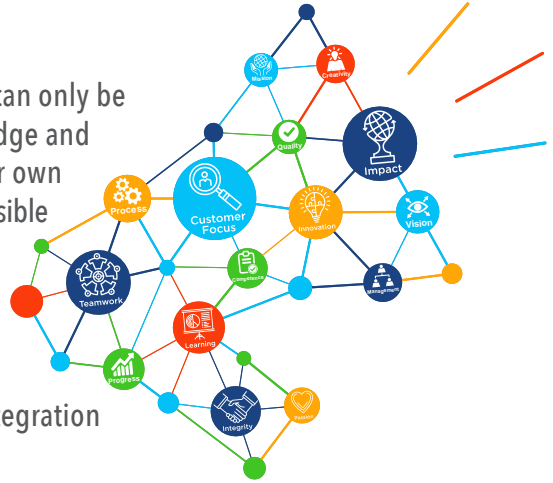 can only be
dge and
r own
sible
tegration
Mission
Creativity
Quality
Impact
Process
Customer
Focus
Innovation
Vision
Teamwork
Competence
Management
Learning
Progress
Integrity
Passion